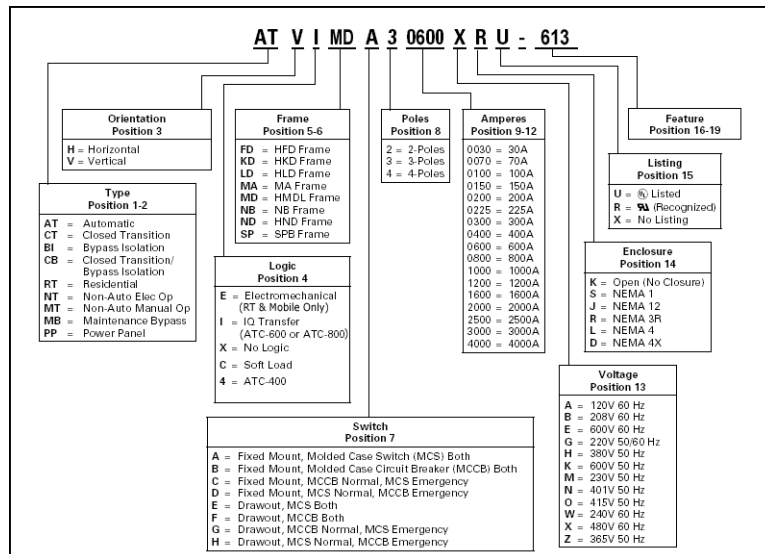 AT V I MD A 3 0600 X R U - 613
Orientation
Position 3
H = Horizontal
V = Vertical
Type
Position 1-2
AT = Automatic
CT = Closed Transition
BI = Bypass Isolation
CB = Closed Transition/
Bypass Isolation
RT = Residential
NT = Non-Auto Elec Op
MT = Non-Auto Manual Op
MB = Maintenance Bypass
PP = Power Panel
Frame
Position 5-6
FD = HFD Frame
KD = HKD Frame
LD = HLD Frame
MA = MA Frame
MD = HMDL Frame
NB = NB Frame
ND = HND Frame
SP = SPB Frame
Logic
Position 4
E = Electromechanical
(RT & Mobile Only)
I = IQ Transfer
(ATC-600 or ATC-800)
X = No Logic
C = Soft Load
4 = ATC-400
Switch
Position 7
A = Fixed Mount, Molded Case Switch (MCS) Both
B = Fixed Mount, Molded Case Circuit Breaker (MCCB) Both
C = Fixed Mount, MCCB Normal, MCS Emergency
D = Fixed Mount, MCS Normal, MCCB Emergency
E = Drawout, MCS Both
F = Drawout, MCCB Both
G = Drawout, MCCB Normal, MCS Emergency
H = Drawout, MCS Normal, MCCB Emergency
Poles
Position 8
2 = 2-Poles
3 = 3-Poles
4 = 4-Poles
Amperes
Position 9-12
0030 = 30A
0070 = 70A
0100 = 100A
0150 = 150A
0200 = 200A
0225 = 225A
0300 = 300A
0400 = 400A
0600 = 600A
0800 = 800A
1000 = 1000A
1200 = 1200A
1600 = 1600A
2000 = 2000A
2500 = 2500A
3000 = 3000A
4000 = 4000A
Feature
Position 16-19
Listing
Position 15
U = UL Listed
R = UR (Recognized)
X = No Listing
Enclosure
Position 14
K = Open (No Closure)
S = NEMA 1
J = NEMA 12
R = NEMA 3R
L = NEMA 4
D = NEMA 4X
Voltage
Position 13
A = 120V 60 Hz
B = 208V 60 Hz
E = 600V 60 Hz
G = 220V 50/60 Hz
H = 380V 50 Hz
K = 600V 50 Hz
M = 230V 50 Hz
N = 401V 50 Hz
O = 415V 50 Hz
W = 240V 60 Hz
X = 480V 60 Hz
Z = 365V 50 Hz